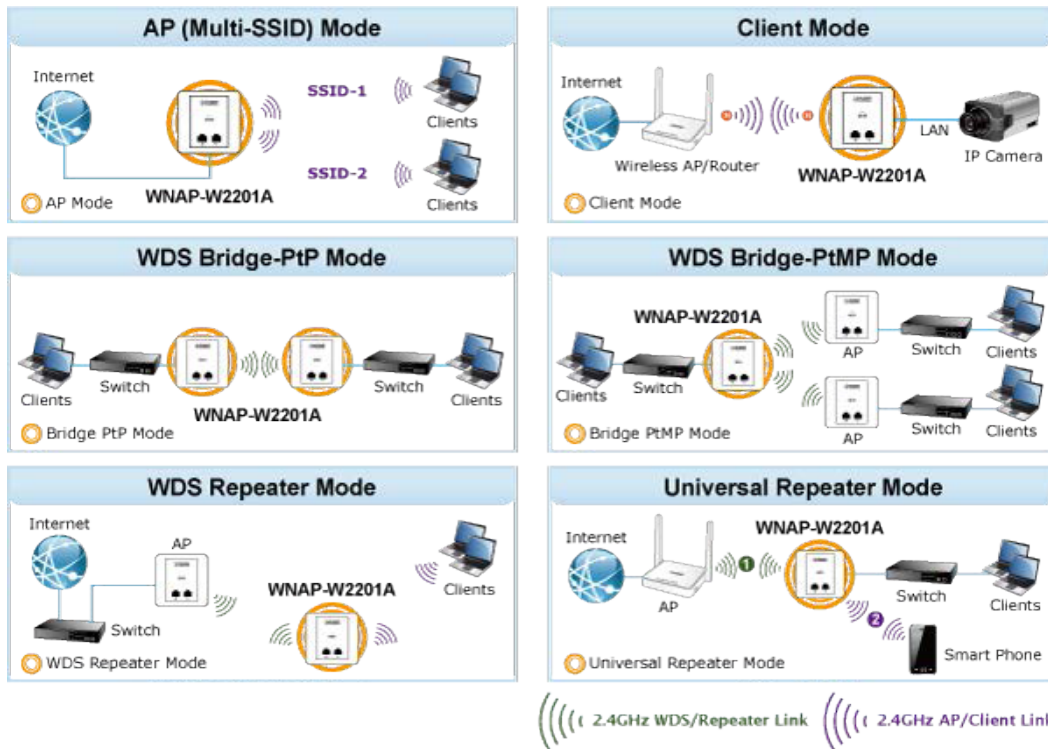 AP (Multi-SSID) Mode
Internet
SSID-1
Clients
SSID-2
WNAP-W2201A
Clients
AP Mode
Client Mode
Internet
LAN
Wireless AP/Router
IP Camera
WNAP-W2201A
Client Mode
WDS Bridge-PtP Mode
Switch
Switch
Clients
Clients
WNAP-W2201A
Bridge PtP Mode
WDS Bridge-PtMP Mode
WNAP-W2201A
AP
Switch
Clients
Switch
Clients
AP
Switch
Clients
Bridge PtMP Mode
WDS Repeater Mode
Internet
AP
Clients
WNAP-W2201A
Switch
WDS Repeater Mode
Universal Repeater Mode
Internet
WNAP-W2201A
1
AP
Switch
Clients
2
Smart Phone
Universal Repeater Mode
2.4GHz WDS/Repeater Link
2.4GHz AP/Client Link